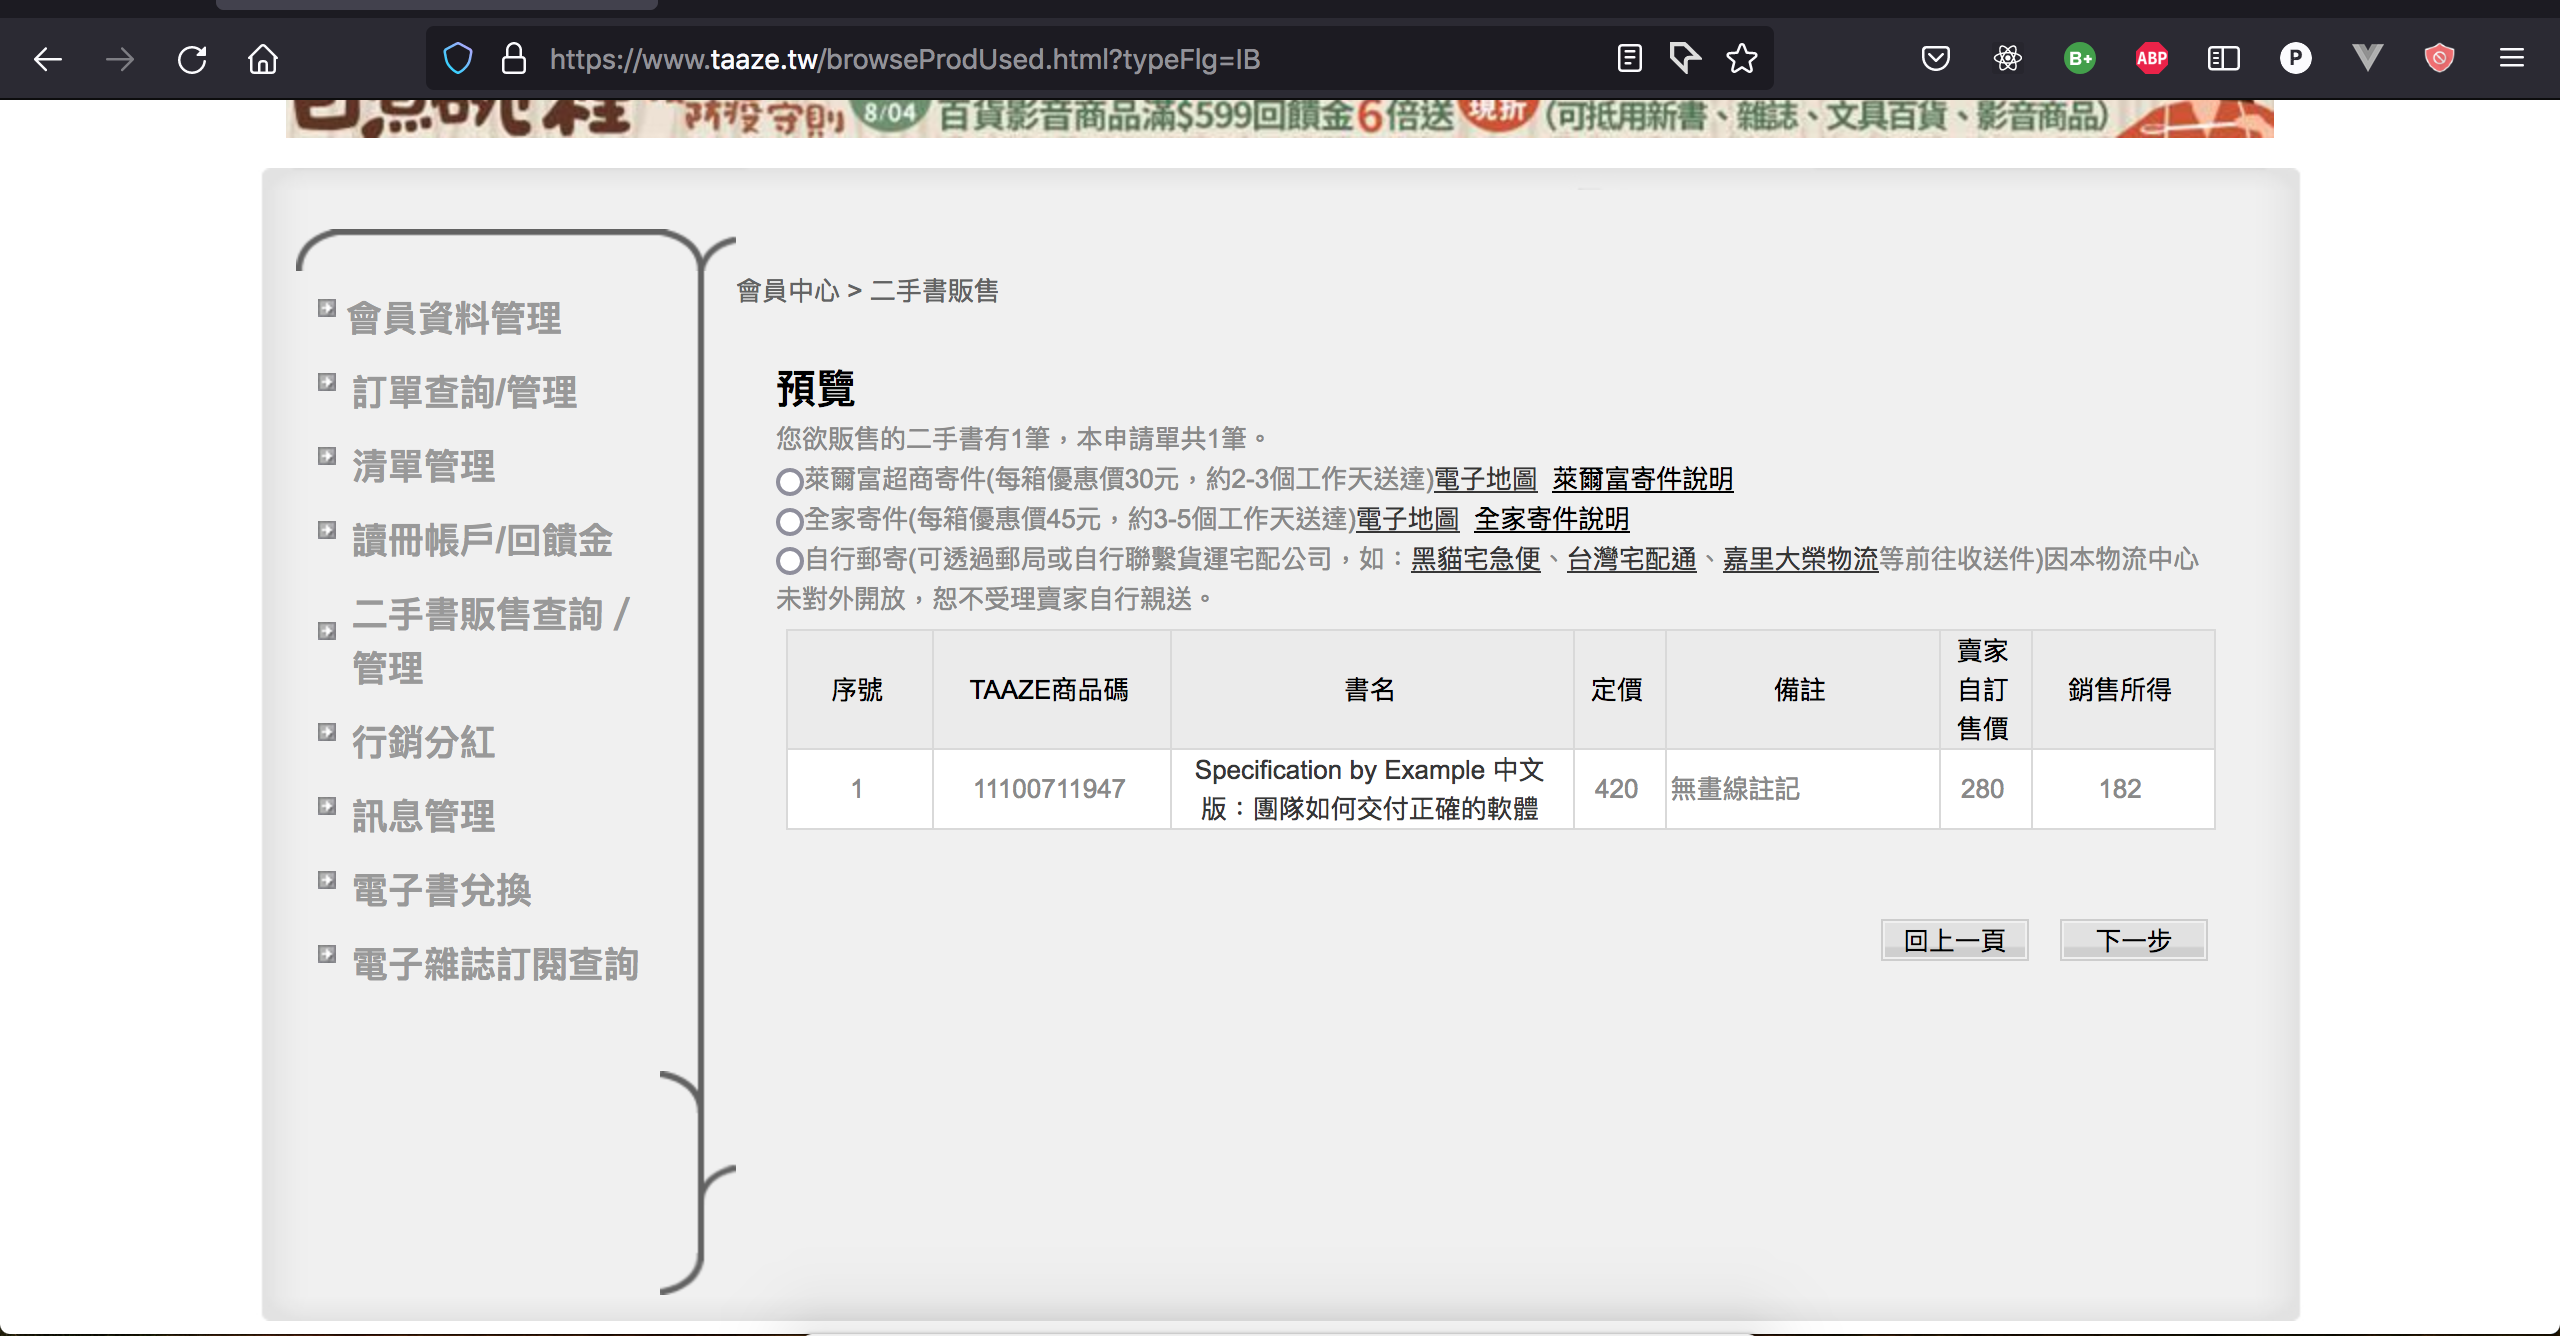 https://www.taaze.tw/browseProdUsed.html?typeFlg=IB
B+
ABP
P
8/04 百貨影音商品滿$599回饋金6倍送 現折 (可抵用新書、雜誌、文具百貨、影音商品)
會員資料管理
訂單查詢/管理
清單管理
讀冊帳戶/回饋金
二手書販售查詢 /
管理
行銷分紅
訊息管理
電子書兌換
電子雜誌訂閱查詢
會員中心 > 二手書販售
預覽
您欲販售的二手書有1筆，本申請單共1筆。
萊爾富超商寄件(每箱優惠價30元，約2-3個工作天送達)電子地圖 萊爾富寄件說明
全家寄件(每箱優惠價45元，約3-5個工作天送達)電子地圖 全家寄件說明
自行郵寄(可透過郵局或自行聯繫貨運宅配公司，如：黑貓宅急便、台灣宅配通、嘉里大榮物流等前往收送件)因本物流中心
未對外開放，恕不受理賣家自行親送。
序號 TAAZE商品碼 書名 定價 備註 賣家自訂售價 銷售所得
1 11100711947 Specification by Example 中文版：團隊如何交付正確的軟體 420 無畫線註記 280 182
回上一頁 下一步